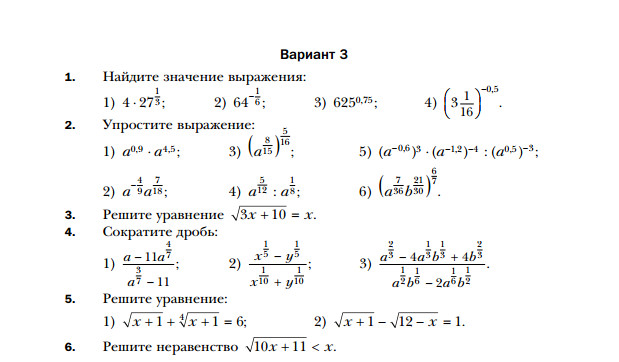 Вариант 3
1. Найдите значение выражения:
1) 4 · 27^{\frac{1}{3}}; 2) 64^{-\frac{1}{6}}; 3) 625^{0,75}; 4) \left(3\frac{1}{16}\right)^{-0,5}.
2. Упростите выражение:
1) a^{0,9} · a^{4,5}; 3) \left(a^{\frac{8}{15}}\right)^{\frac{5}{16}}; 5) (a^{-0,6})^3 · (a^{-1,2})^{-4} : (a^{0,5})^{-3};
2) a^{-\frac{4}{9}}a^{\frac{7}{18}}; 4) a^{\frac{5}{12}} : a^{\frac{1}{8}}; 6) \left(a^{\frac{7}{36}}b^{\frac{21}{30}}\right)^{\frac{6}{7}}.
3. Решите уравнение \sqrt{3x + 10} = x.
4. Сократите дробь:
1) \frac{a - 11a^{\frac{4}{7}}}{a^{\frac{3}{7}} - 11}; 2) \frac{x^{\frac{1}{5}} - y^{\frac{1}{5}}}{x^{\frac{1}{10}} + y^{\frac{1}{10}}}; 3) \frac{a^{\frac{2}{3}} - 4a^{\frac{1}{3}}b^{\frac{1}{3}} + 4b^{\frac{2}{3}}}{a^{\frac{1}{2}}b^{\frac{1}{6}} - 2a^{\frac{1}{6}}b^{\frac{1}{2}}}.
5. Решите уравнение:
1) \sqrt{x + 1} + \sqrt[4]{x + 1} = 6; 2) \sqrt{x + 1} - \sqrt{12 - x} = 1.
6. Решите неравенство \sqrt{10x + 11} < x.